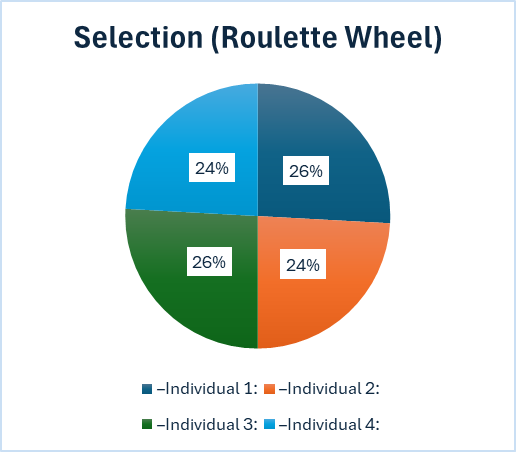 Selection (Roulette Wheel)
24%
26%
26%
24%
–Individual 1:
–Individual 2:
–Individual 3:
–Individual 4: